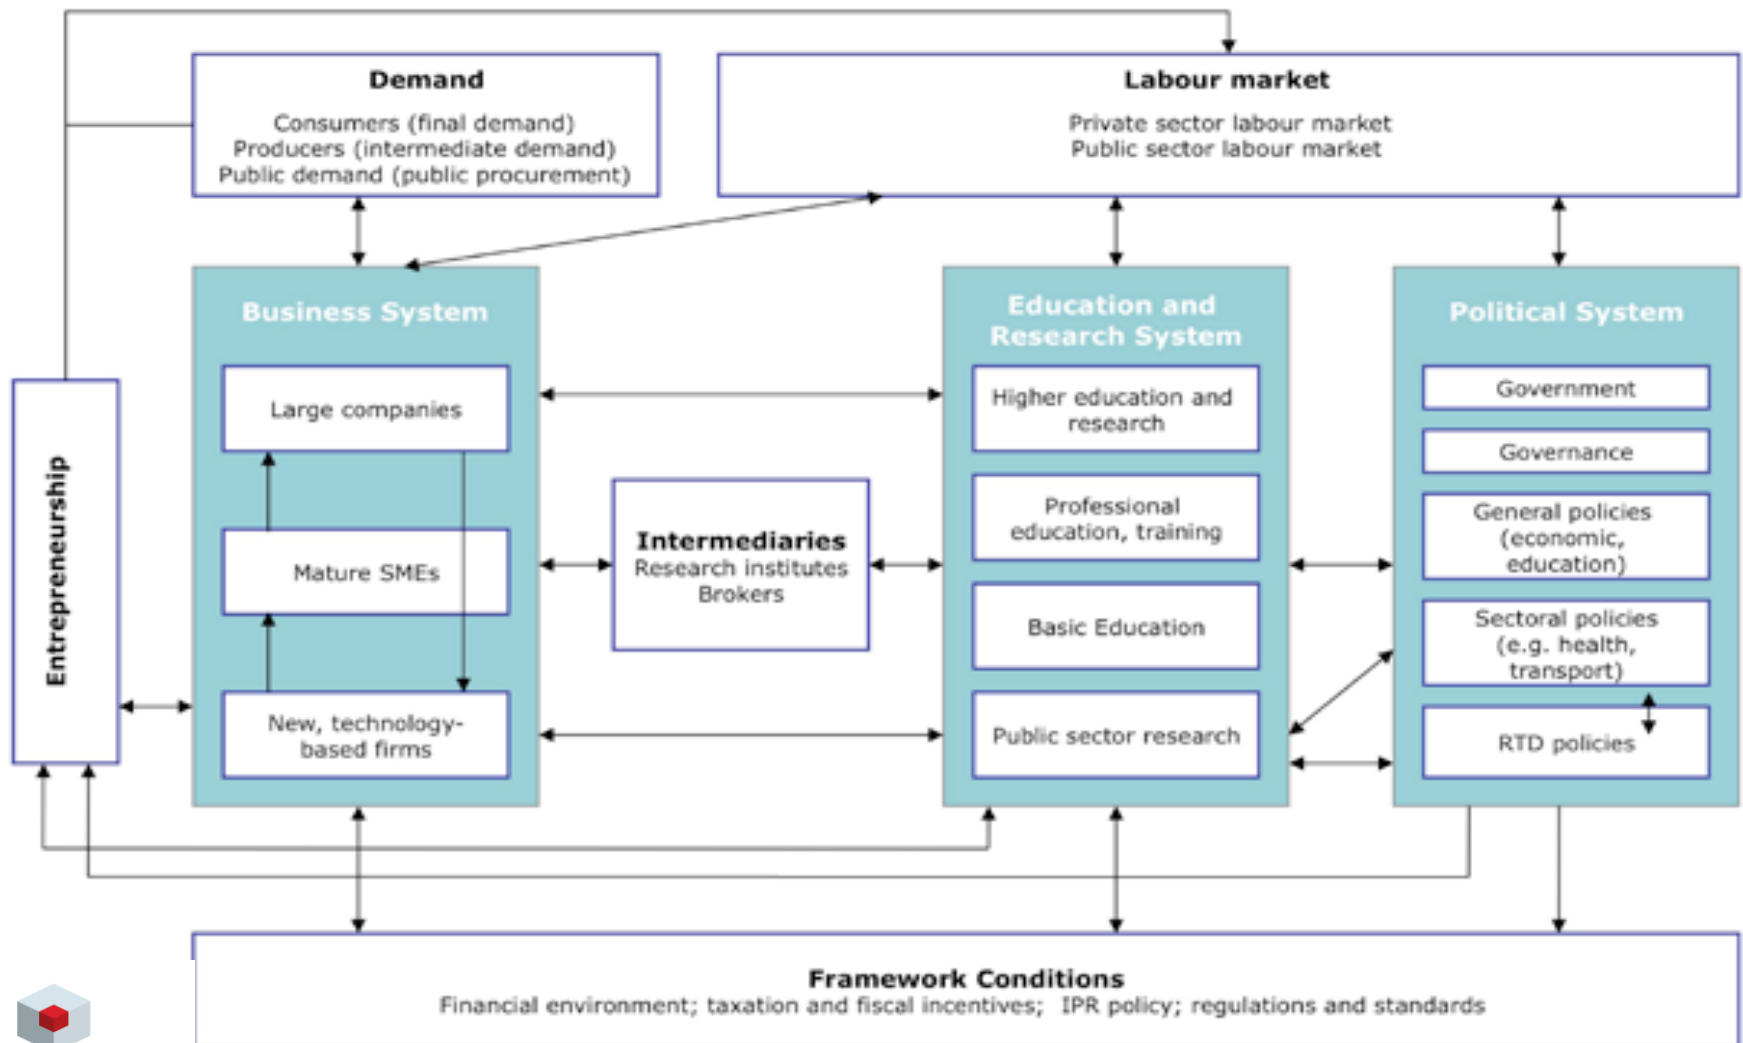 Demand
Consumers (final demand)
Producers (intermediate demand)
Public demand (public procurement)
Labour market
Private sector labour market
Public sector labour market
Entrepreneurship
Business System
Large companies
Mature SMEs
New, technology-
based firms
Intermediaries
Research institutes
Brokers
Education and
Research System
Higher education and
research
Professional
education, training
Basic Education
Public sector research
Political System
Government
Governance
General policies
(economic,
education)
Sectoral policies
(e.g. health,
transport)
RTD policies
Framework Conditions
Financial environment; taxation and fiscal incentives; IPR policy; regulations and standards